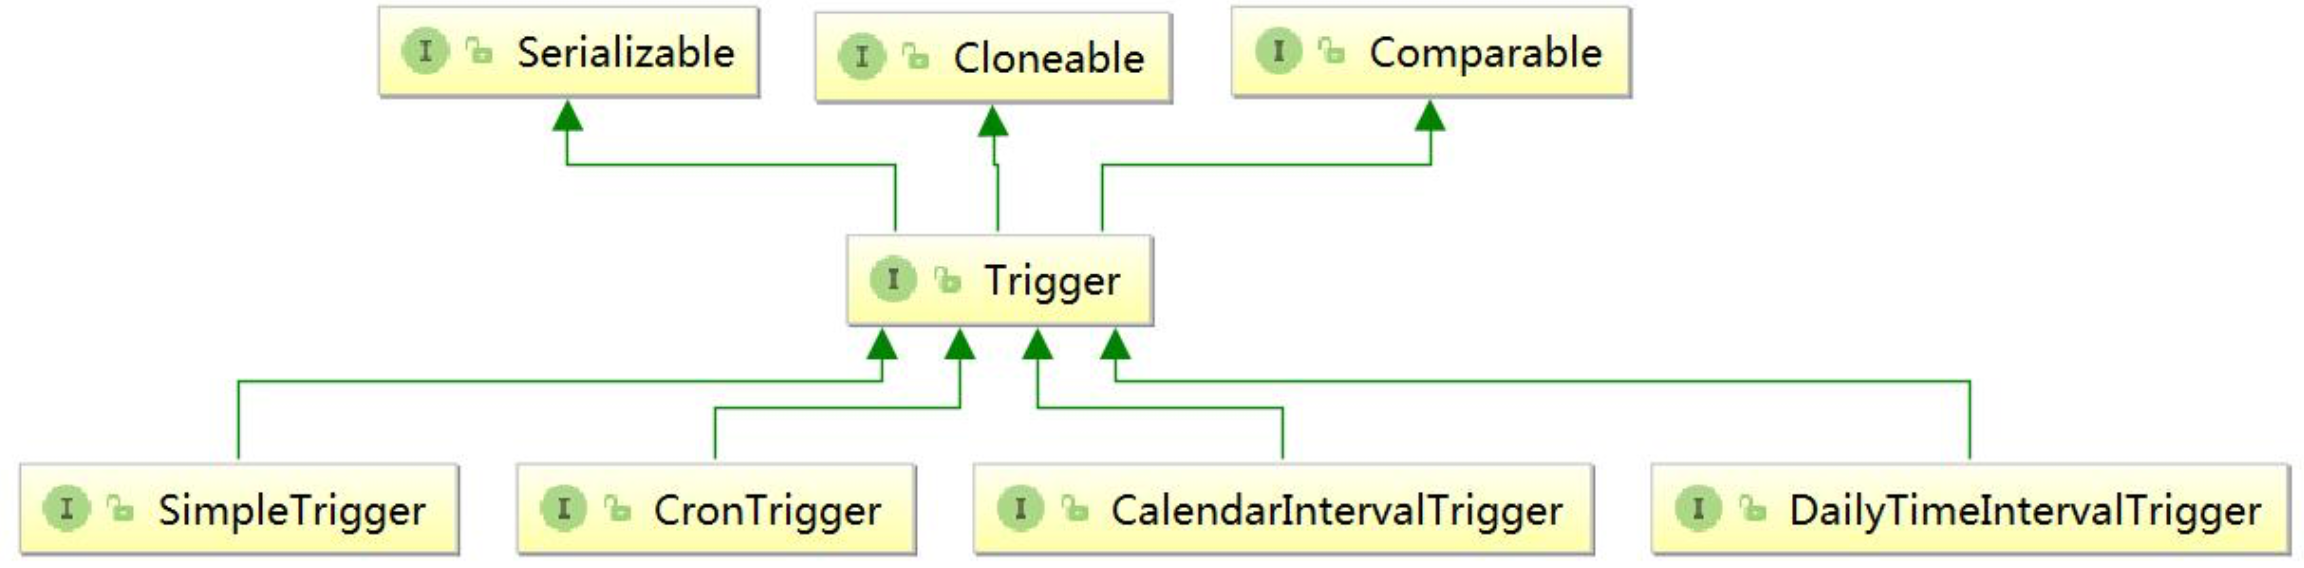 I Serializable
I Cloneable
I Comparable
I Trigger
I SimpleTrigger
I CronTrigger
I CalendarIntervalTrigger
I DailyTimeIntervalTrigger